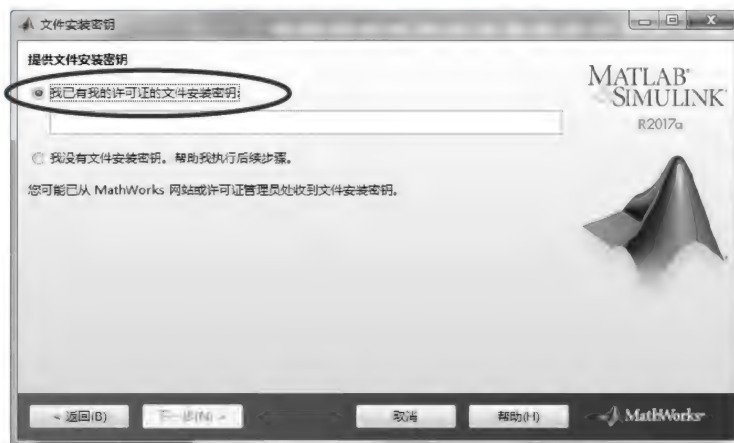 文件安装密钥
提供文件安装密钥
我已有我的许可证的文件安装密钥:
我没有文件安装密钥。帮助我执行后续步骤。
您可能已从 MathWorks 网站或许可证管理员处收到文件安装密钥。
MATLAB®
SIMULINK®
R2017a
< 返回(B)
下一步(N) >
取消
帮助(H)
MathWorks®